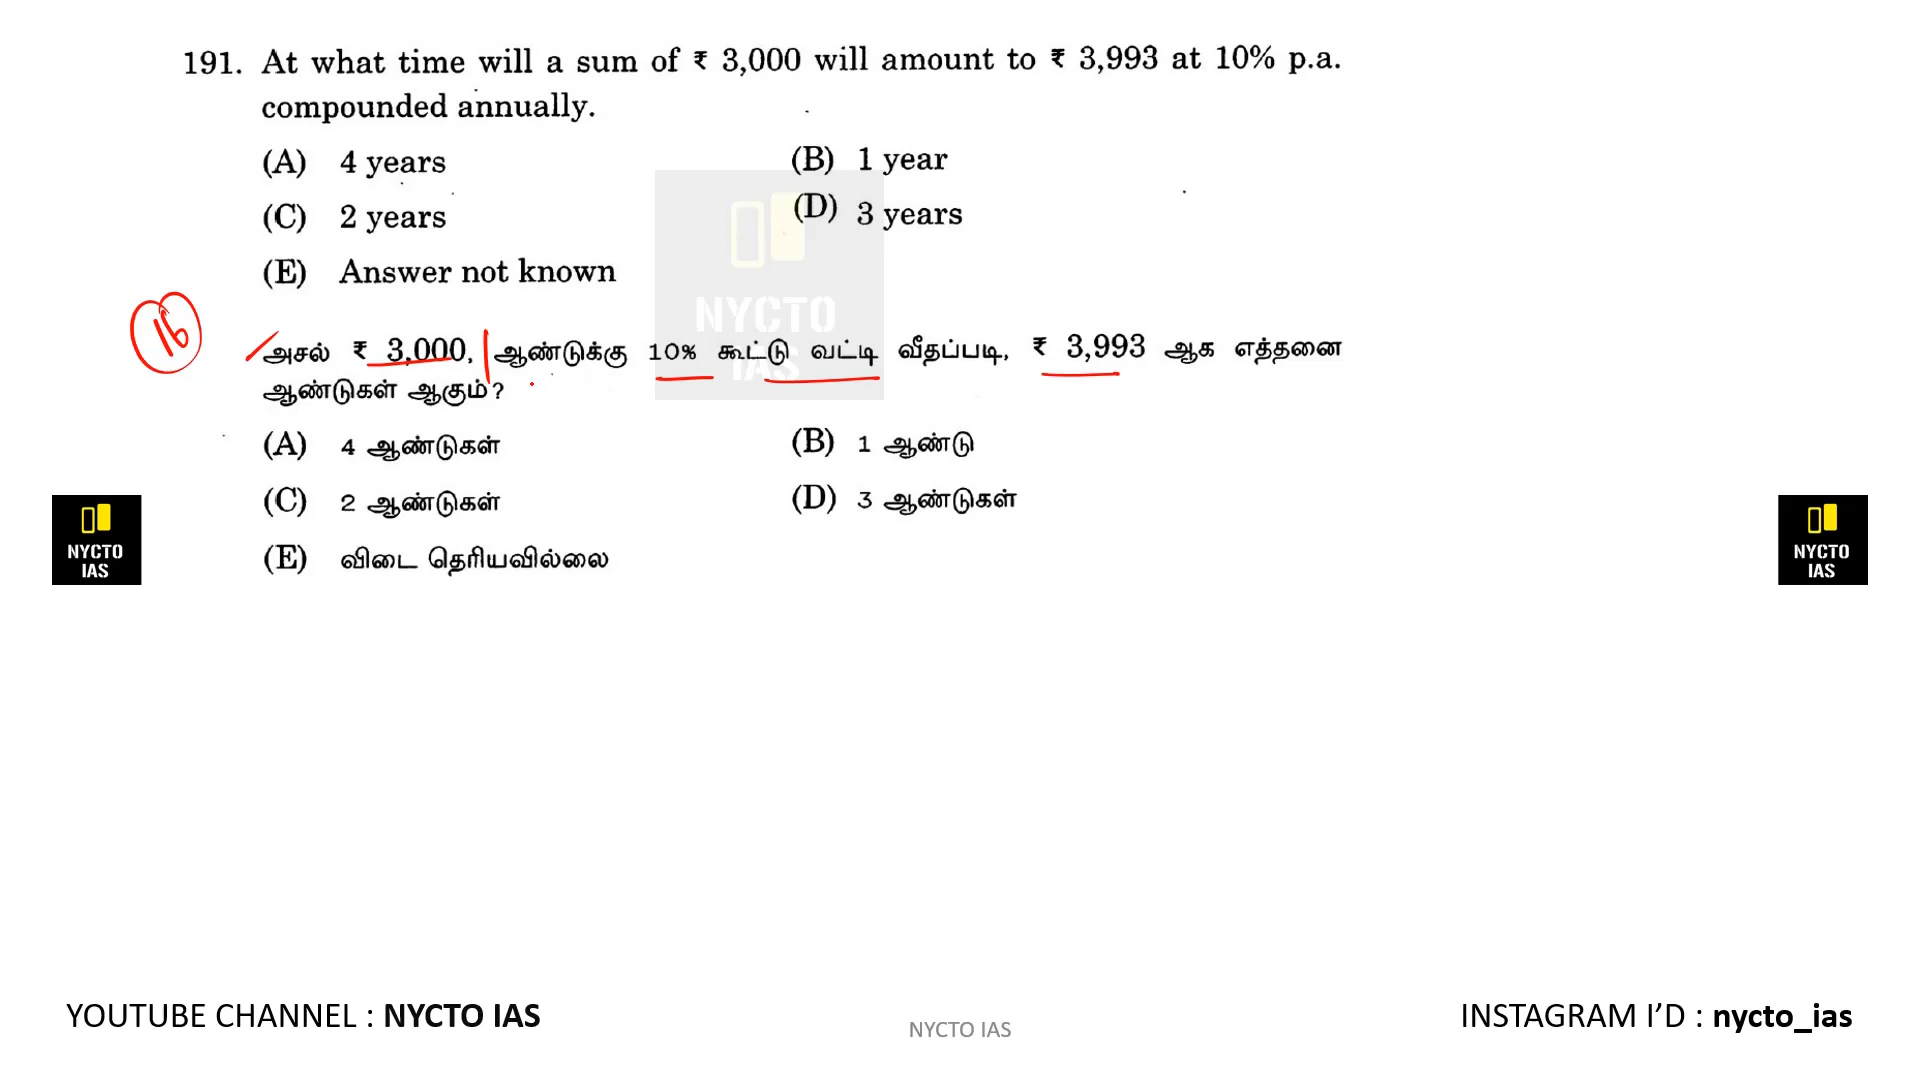 191. At what time will a sum of ₹ 3,000 will amount to ₹ 3,993 at 10% p.a.
compounded annually.
(A) 4 years
(B) 1 year
(C) 2 years
(D) 3 years
(E) Answer not known
16
அசல் ₹ 3,000, ஆண்டுக்கு 10% கூட்டு வட்டி வீதப்படி, ₹ 3,993 ஆக எத்தனை
ஆண்டுகள் ஆகும்?
(A) 4 ஆண்டுகள்
(B) 1 ஆண்டு
(C) 2 ஆண்டுகள்
(D) 3 ஆண்டுகள்
(E) விடை தெரியவில்லை
NYCTO
IAS
NYCTO
IAS
NYCTO
IAS
YOUTUBE CHANNEL : NYCTO IAS
NYCTO IAS
INSTAGRAM I’D : nycto_ias